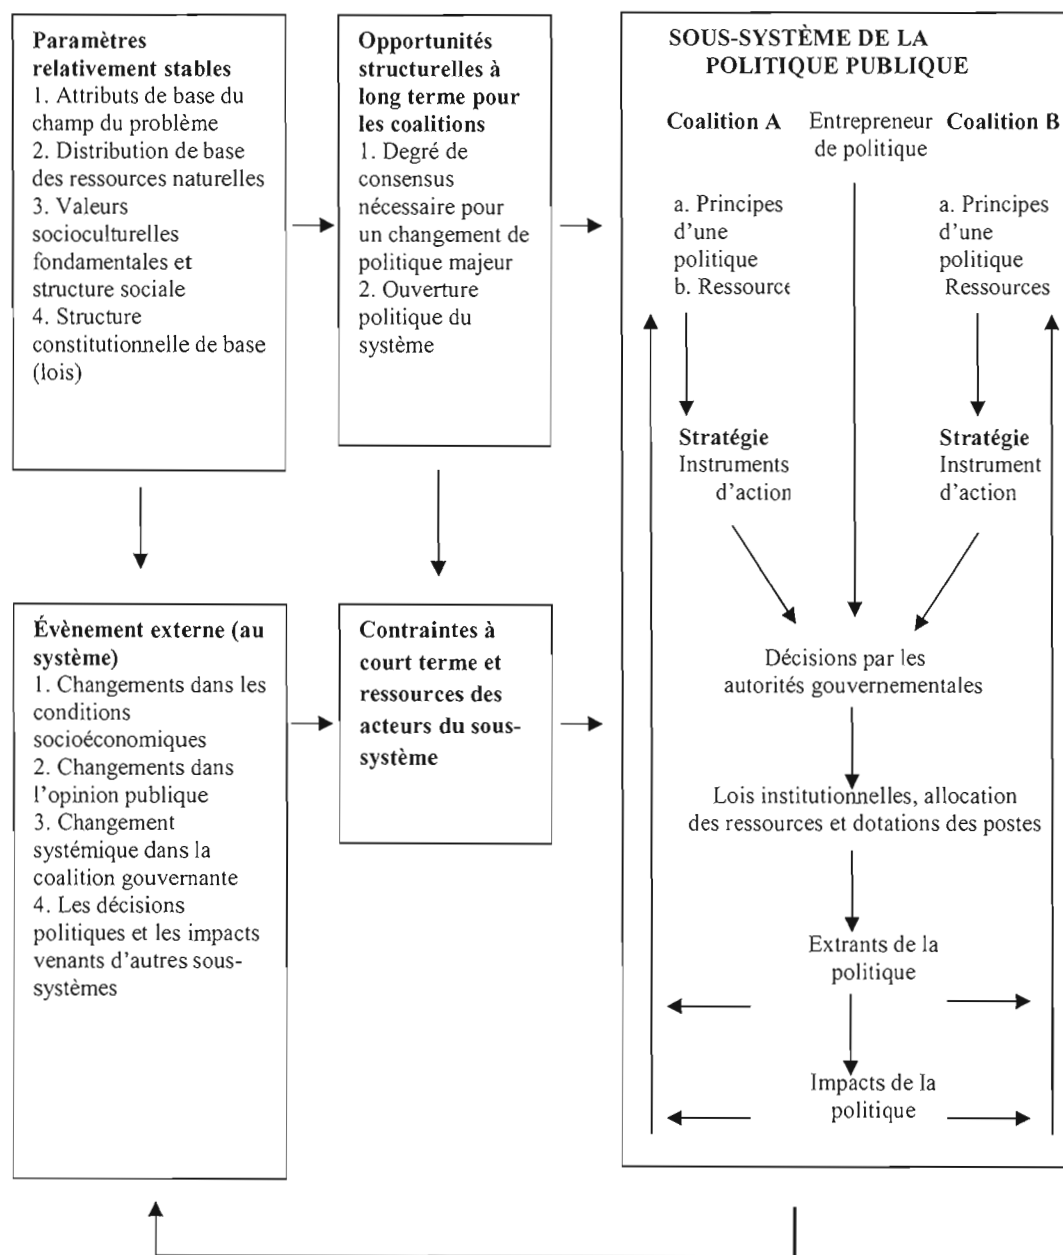 Paramètres
relativement stables
1. Attributs de base du
champ du problème
2. Distribution de base
des ressources naturelles
3. Valeurs
socioculturelles
fondamentales et
structure sociale
4. Structure
constitutionnelle de base
(lois)
Opportunités
structurelles à
long terme pour
les coalitions
1. Degré de
consensus
nécessaire pour
un changement de
politique majeur
2. Ouverture
politique du
système
SOUS-SYSTÈME DE LA
POLITIQUE PUBLIQUE
Coalition A
Entrepreneur
de politique
Coalition B
a. Principes
d'une
politique
b. Ressource
a. Principes
d'une
politique
Ressources
Stratégie
Instruments
d'action
Stratégie
Instrument
d'action
Évènement externe (au
système)
1. Changements dans les
conditions
socioéconomiques
2. Changements dans
l'opinion publique
3. Changement
systémique dans la
coalition gouvernante
4. Les décisions
politiques et les impacts
venants d'autres sous-
systèmes
Contraintes à
court terme et
ressources des
acteurs du sous-
système
Décisions par les
autorités gouvernementales
Lois institutionnelles, allocation
des ressources et dotations des postes
Extrants de la
politique
Impacts de la
politique